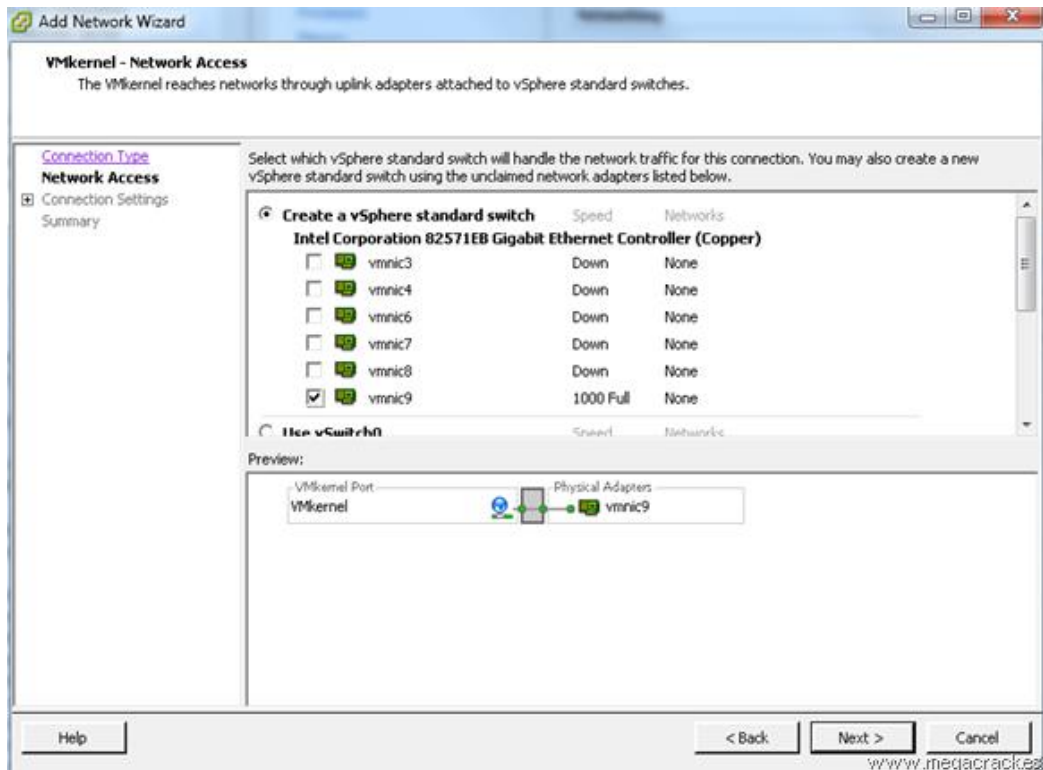 Add Network Wizard
VMkernel - Network Access
The VMkernel reaches networks through uplink adapters attached to vSphere standard switches.
Connection Type
Network Access
Connection Settings
Summary
Select which vSphere standard switch will handle the network traffic for this connection. You may also create a new
vSphere standard switch using the unclaimed network adapters listed below.
Create a vSphere standard switch Speed Networks
Intel Corporation 82571EB Gigabit Ethernet Controller (Copper)
vmnic3 Down None
vmnic4 Down None
vmnic6 Down None
vmnic7 Down None
vmnic8 Down None
vmnic9 1000 Full None
Use vSwitch0 Speed Networks
Preview:
VMkernel Port Physical Adapters
VMkernel vmnic9
Help < Back Next > Cancel
www.megacrack.es